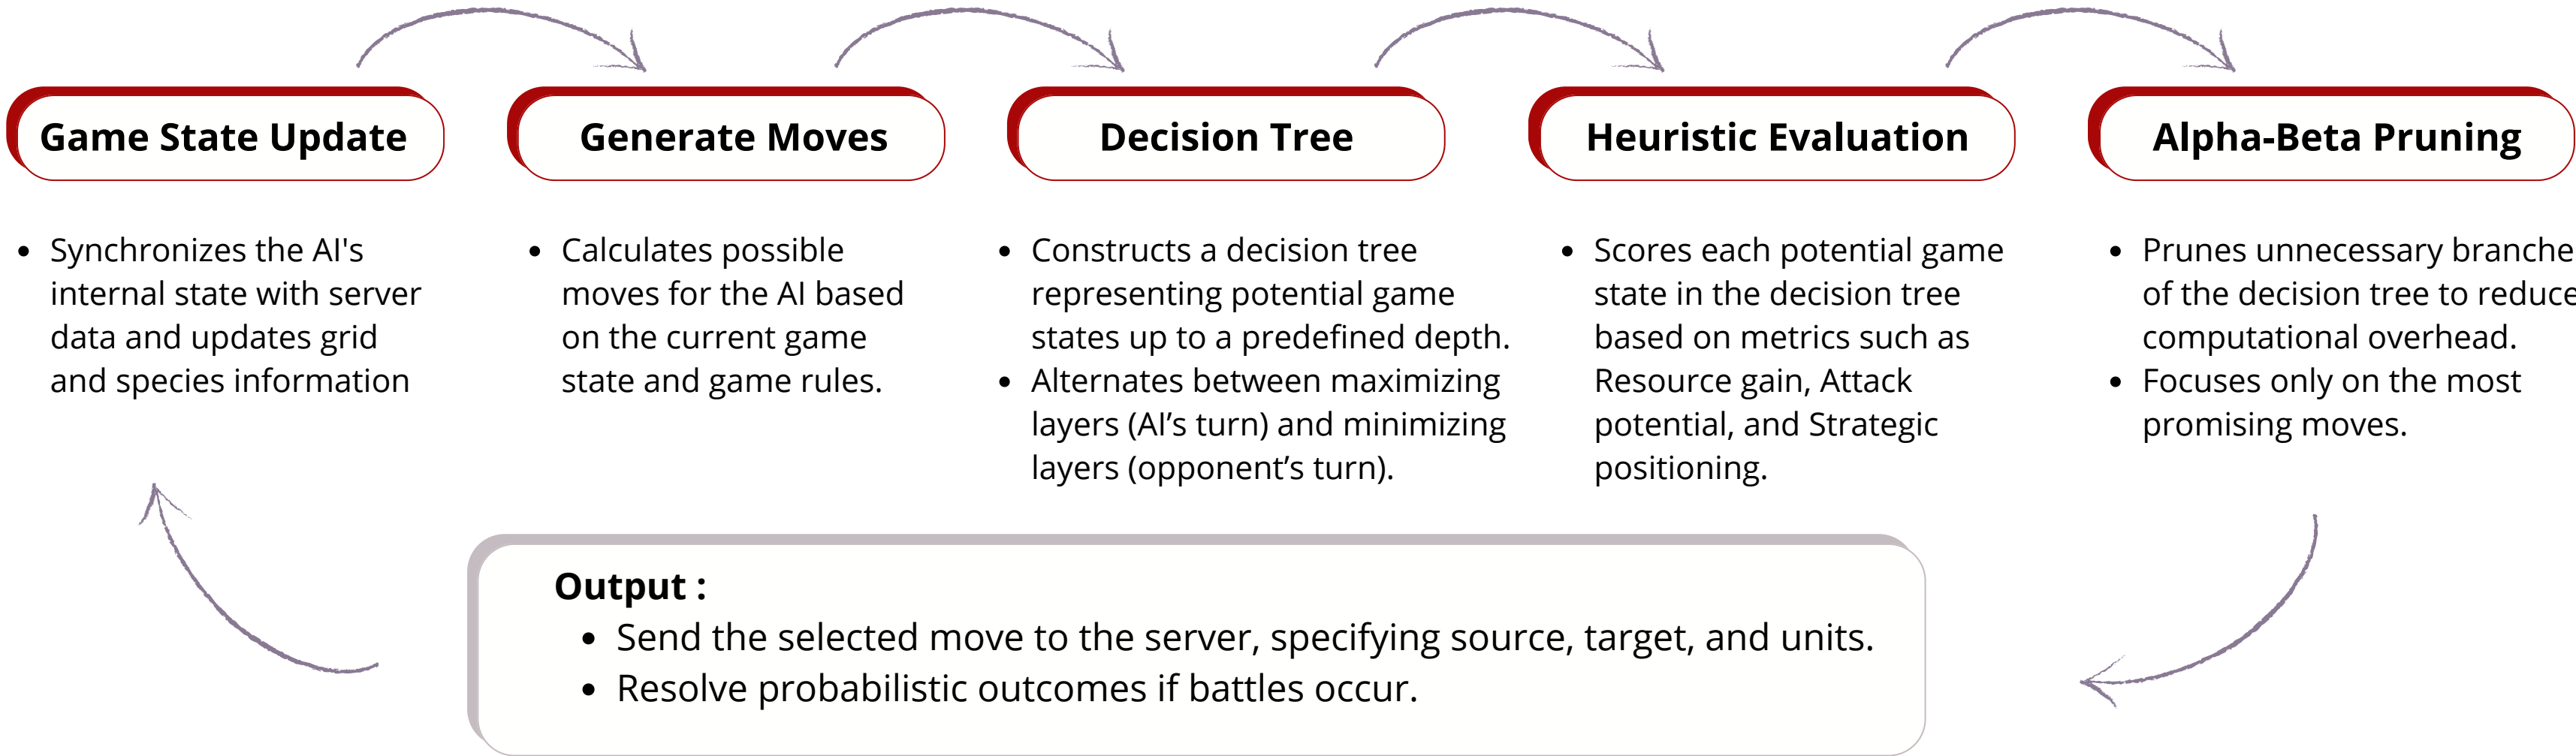 Game State Update
Generate Moves
Decision Tree
Heuristic Evaluation
Alpha-Beta Pruning
• Synchronizes the AI's
internal state with server
data and updates grid
and species information
• Calculates possible
moves for the AI based
on the current game
state and game rules.
• Constructs a decision tree
representing potential game
states up to a predefined depth.
• Alternates between maximizing
layers (AI’s turn) and minimizing
layers (opponent’s turn).
• Scores each potential game
state in the decision tree
based on metrics such as
Resource gain, Attack
potential, and Strategic
positioning.
• Prunes unnecessary branche
of the decision tree to reduce
computational overhead.
• Focuses only on the most
promising moves.
Output :
• Send the selected move to the server, specifying source, target, and units.
• Resolve probabilistic outcomes if battles occur.